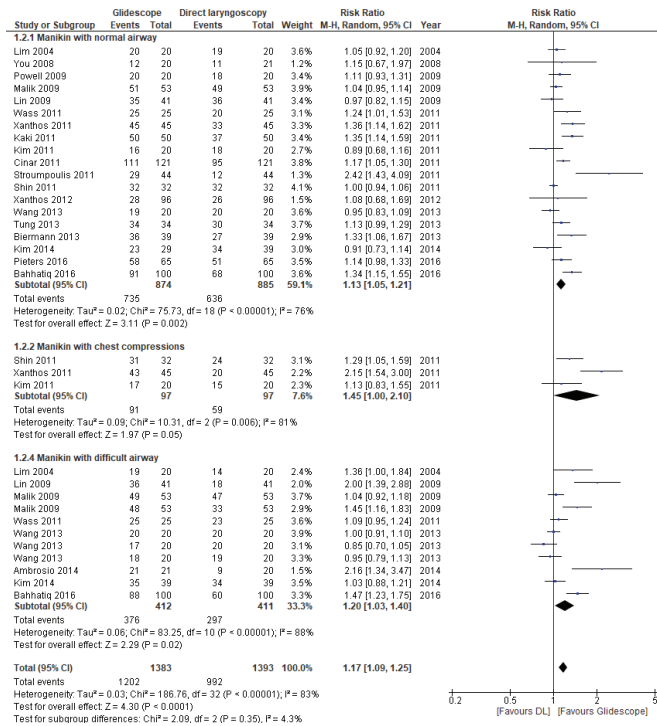 Glidescope Direct laryngoscopy Risk Ratio Risk Ratio
Study or Subgroup Events Total Events Total Weight M-H, Random, 95% CI Year M-H, Random, 95% CI
1.2.1 Manikin with normal airway
Lim 2004 20 20 19 20 3.6% 1.05 [0.92, 1.20] 2004
You 2008 12 20 11 21 1.1% 1.15 [0.67, 1.97] 2008
Powell 2009 20 20 18 20 3.2% 1.11 [0.93, 1.31] 2009
Malik 2009 51 53 49 53 4.0% 1.04 [0.95, 1.14] 2009
Lin 2009 35 41 36 41 3.2% 0.97 [0.82, 1.15] 2009
Wass 2011 25 25 20 25 2.9% 1.24 [1.01, 1.53] 2011
Xanthos 2011 45 45 33 45 3.1% 1.36 [1.14, 1.62] 2011
Kaki 2011 50 50 37 50 3.2% 1.35 [1.14, 1.59] 2011
Kim 2011 16 20 18 20 2.3% 0.89 [0.68, 1.16] 2011
Cinar 2011 111 121 95 121 3.8% 1.17 [1.05, 1.30] 2011
Stroumpoulis 2011 29 44 12 44 1.1% 2.42 [1.43, 4.09] 2011
Shin 2011 32 32 32 32 4.2% 1.00 [0.94, 1.06] 2011
Xanthos 2012 28 96 26 96 1.3% 1.08 [0.68, 1.69] 2012
Wang 2013 19 20 20 20 3.6% 0.95 [0.83, 1.09] 2013
Tung 2013 34 34 30 34 3.6% 1.13 [0.99, 1.29] 2013
Biermann 2013 36 39 27 39 2.7% 1.33 [1.06, 1.67] 2013
Kim 2014 23 29 34 39 2.7% 0.91 [0.73, 1.14] 2014
Pieters 2016 58 65 51 65 3.4% 1.14 [0.98, 1.33] 2016
Bahhatiq 2016 91 100 68 100 3.4% 1.34 [1.15, 1.55] 2016
Subtotal (95% CI) 874 885 59.1% 1.13 [1.05, 1.21]
Total events 735 636
Heterogeneity: Tau² = 0.02; Chi² = 75.73, df = 18 (P < 0.00001); I² = 76%
Test for overall effect: Z = 3.11 (P = 0.002)
1.2.2 Manikin with chest compressions
Shin 2011 31 32 24 32 3.1% 1.29 [1.05, 1.59] 2011
Xanthos 2011 43 45 20 45 2.2% 2.15 [1.54, 3.00] 2011
Kim 2011 17 20 15 20 2.3% 1.13 [0.83, 1.55] 2011
Subtotal (95% CI) 97 97 7.6% 1.45 [1.00, 2.10]
Total events 91 59
Heterogeneity: Tau² = 0.09; Chi² = 10.31, df = 2 (P = 0.006); I² = 81%
Test for overall effect: Z = 1.97 (P = 0.05)
1.2.4 Manikin with difficult airway
Lim 2004 19 20 14 20 2.4% 1.36 [1.00, 1.84] 2004
Lin 2009 36 41 18 41 2.0% 2.00 [1.39, 2.88] 2009
Malik 2009 49 53 47 53 4.0% 1.04 [0.92, 1.18] 2009
Malik 2009 48 53 33 53 2.8% 1.45 [1.16, 1.83] 2009
Wass 2011 25 25 23 25 3.6% 1.09 [0.95, 1.24] 2011
Wang 2013 20 20 20 20 4.0% 1.00 [0.91, 1.10] 2013
Wang 2013 17 20 20 20 3.0% 0.85 [0.70, 1.05] 2013
Wang 2013 18 20 19 20 3.2% 0.95 [0.79, 1.13] 2013
Ambrosio 2014 21 21 9 20 1.3% 2.16 [1.34, 3.47] 2014
Kim 2014 35 39 34 39 3.4% 1.03 [0.88, 1.21] 2014
Bahhatiq 2016 88 100 60 100 3.2% 1.47 [1.23, 1.75] 2016
Subtotal (95% CI) 412 411 33.3% 1.20 [1.03, 1.40]
Total events 376 297
Heterogeneity: Tau² = 0.06; Chi² = 83.25, df = 10 (P < 0.00001); I² = 88%
Test for overall effect: Z = 2.29 (P = 0.02)
Total (95% CI) 1383 1393 100.0% 1.17 [1.09, 1.25]
Total events 1202 992
Heterogeneity: Tau² = 0.03; Chi² = 186.76, df = 32 (P < 0.00001); I² = 83%
Test for overall effect: Z = 4.30 (P < 0.0001)
Test for subgroup differences: Chi² = 2.09, df = 2 (P = 0.35), I² = 4.3%
0.2 0.5 1 2 5
[Favours DL] [Favours Glidescope]